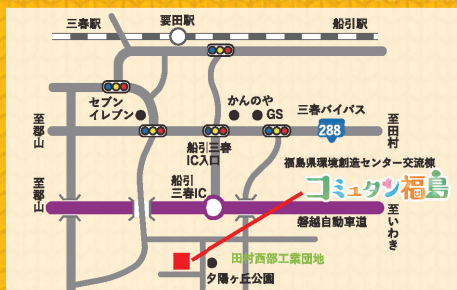 三春駅
要田駅
船引駅
セブン
イレブン
かんのや
GS
三春バイパス
288
至郡山
至田村
船引三春
IC入口
福島県環境創造センター交流棟
コミュタン福島
船引
三春IC
至郡山
至いわき
磐越自動車道
田村西部工業団地
夕陽ヶ丘公園